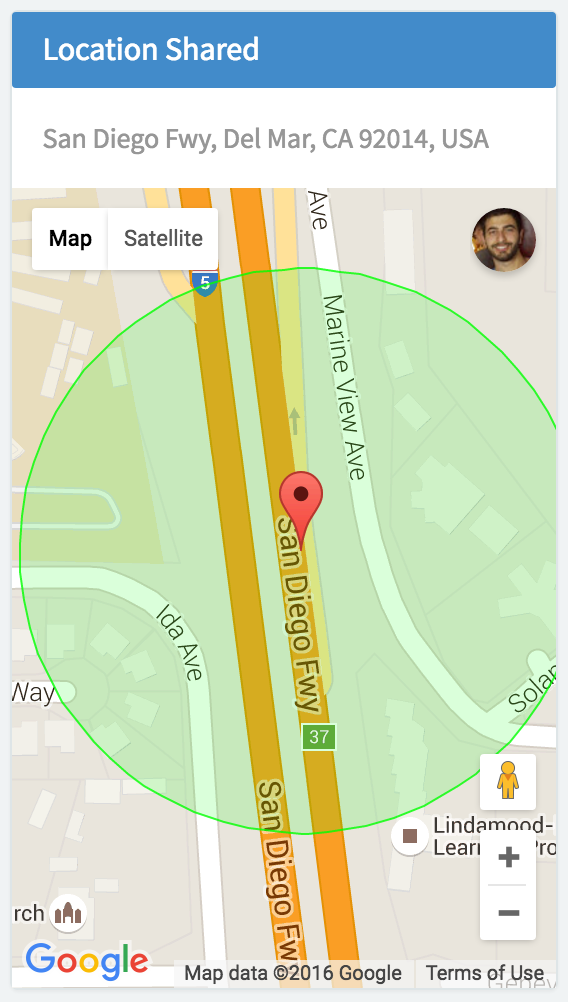 Location Shared
San Diego Fwy, Del Mar, CA 92014, USA
Map
Satellite
Ave
5
Marine View Ave
San Diego Fwy
Ida Ave
Way
Solan
37
San Diego Fwy
Lindamood-
Learn
Pro
rch
Google
Map data ©2016 Google
Terms of Use